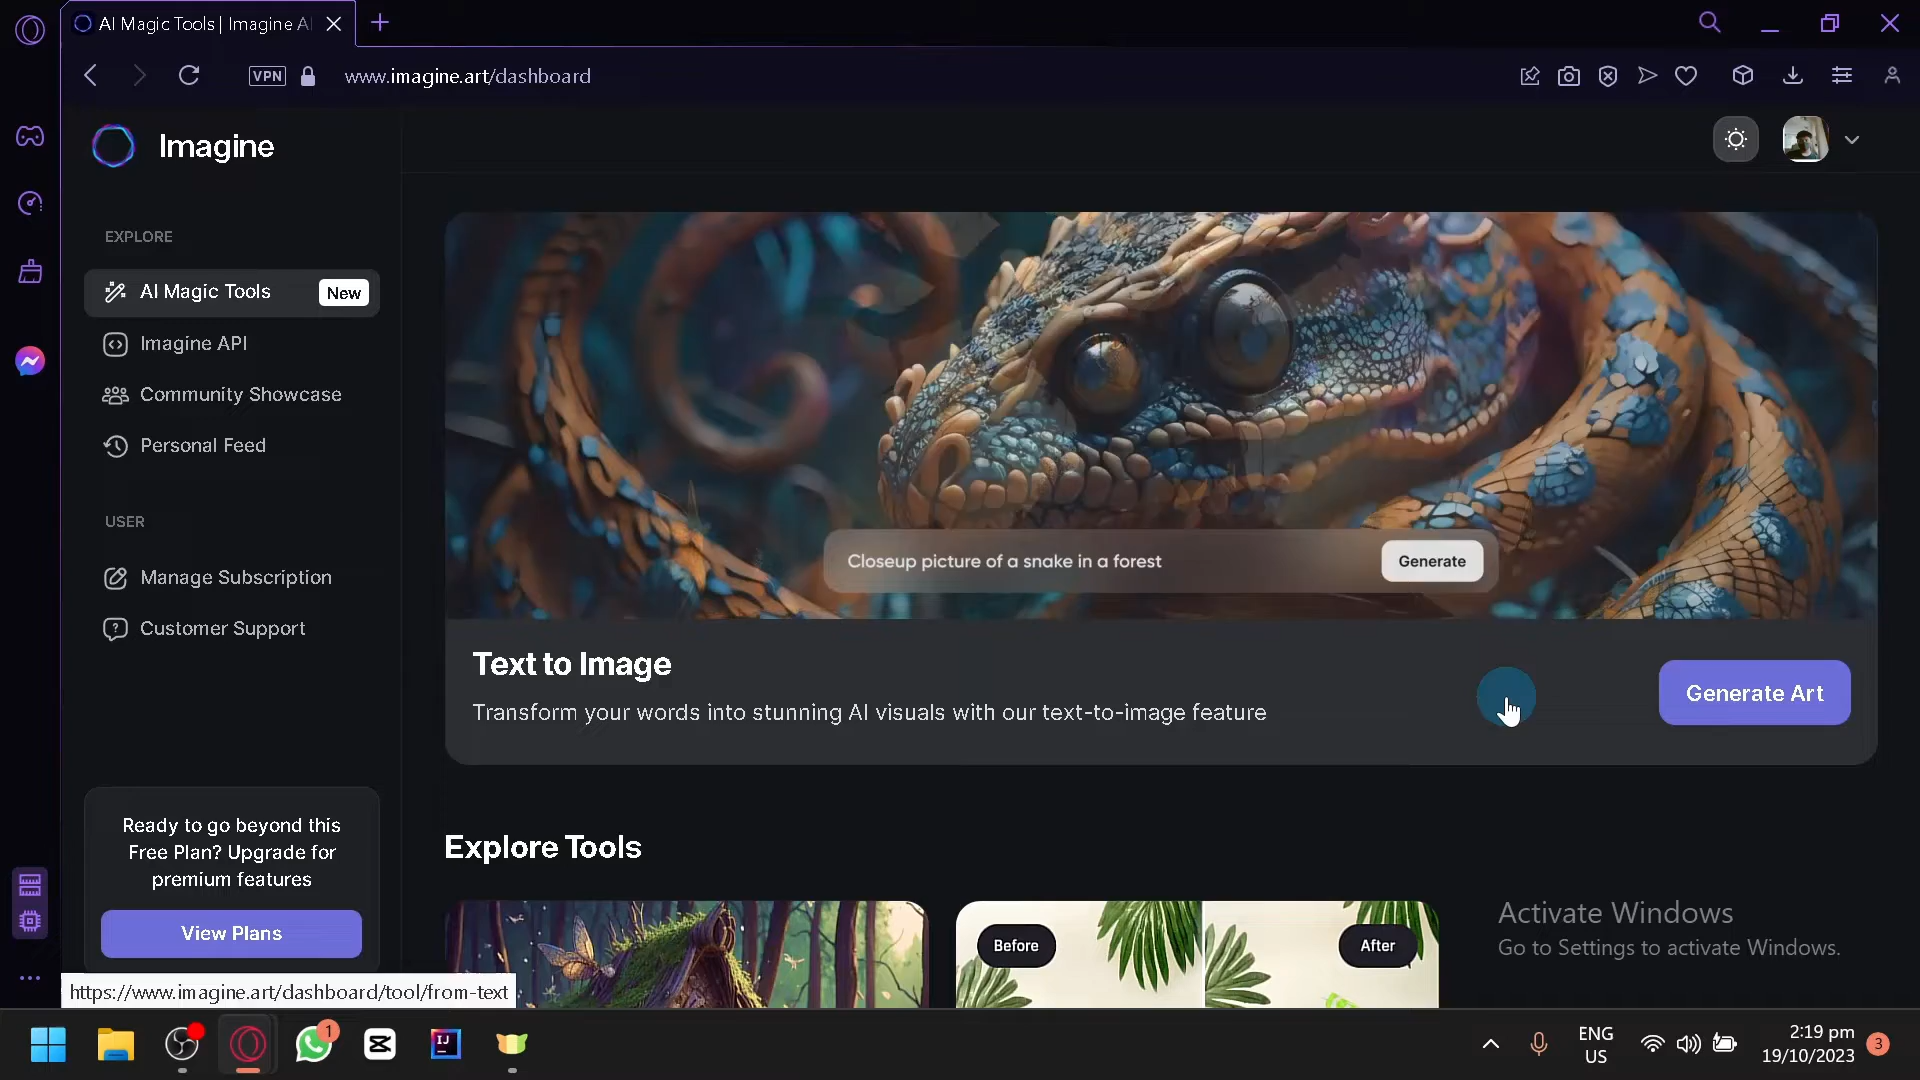 AI Magic Tools | Imagine AI
VPN
www.imagine.art/dashboard
Imagine
EXPLORE
AI Magic Tools
New
Imagine API
Community Showcase
Personal Feed
USER
Manage Subscription
Customer Support
Closeup picture of a snake in a forest
Generate
Text to Image
Transform your words into stunning AI visuals with our text-to-image feature
Generate Art
Ready to go beyond this
Free Plan? Upgrade for
premium features
View Plans
Explore Tools
Before
After
Activate Windows
Go to Settings to activate Windows.
https://www.imagine.art/dashboard/tool/from-text
1
IJ
ENG
US
2:19 pm
19/10/2023
3